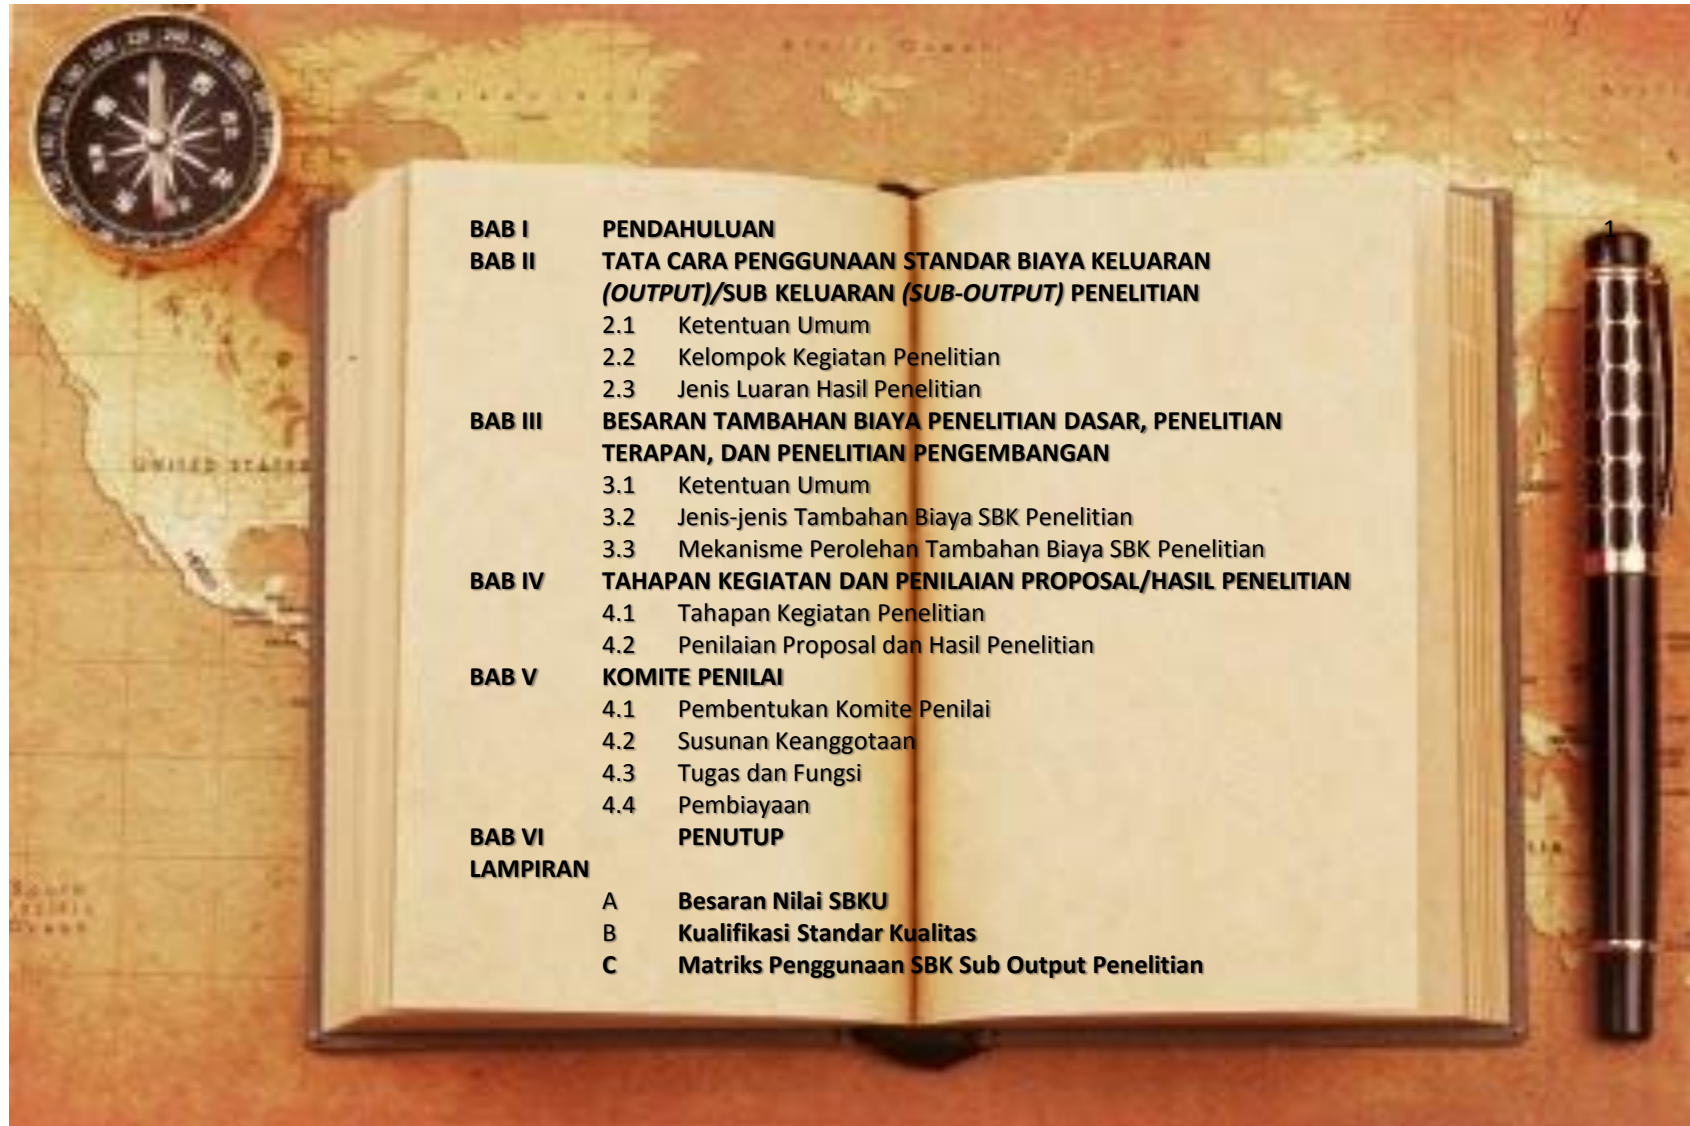 BAB I PENDAHULUAN 1
BAB II TATA CARA PENGGUNAAN STANDAR BIAYA KELUARAN
(OUTPUT)/SUB KELUARAN (SUB-OUTPUT) PENELITIAN
2.1 Ketentuan Umum
2.2 Kelompok Kegiatan Penelitian
2.3 Jenis Luaran Hasil Penelitian
BAB III BESARAN TAMBAHAN BIAYA PENELITIAN DASAR, PENELITIAN
TERAPAN, DAN PENELITIAN PENGEMBANGAN
3.1 Ketentuan Umum
3.2 Jenis-jenis Tambahan Biaya SBK Penelitian
3.3 Mekanisme Perolehan Tambahan Biaya SBK Penelitian
BAB IV TAHAPAN KEGIATAN DAN PENILAIAN PROPOSAL/HASIL PENELITIAN
4.1 Tahapan Kegiatan Penelitian
4.2 Penilaian Proposal dan Hasil Penelitian
BAB V KOMITE PENILAI
4.1 Pembentukan Komite Penilai
4.2 Susunan Keanggotaan
4.3 Tugas dan Fungsi
4.4 Pembiayaan
BAB VI PENUTUP
LAMPIRAN
A Besaran Nilai SBKU
B Kualifikasi Standar Kualitas
C Matriks Penggunaan SBK Sub Output Penelitian
UNITED STATES
South
Pacific
Ocean